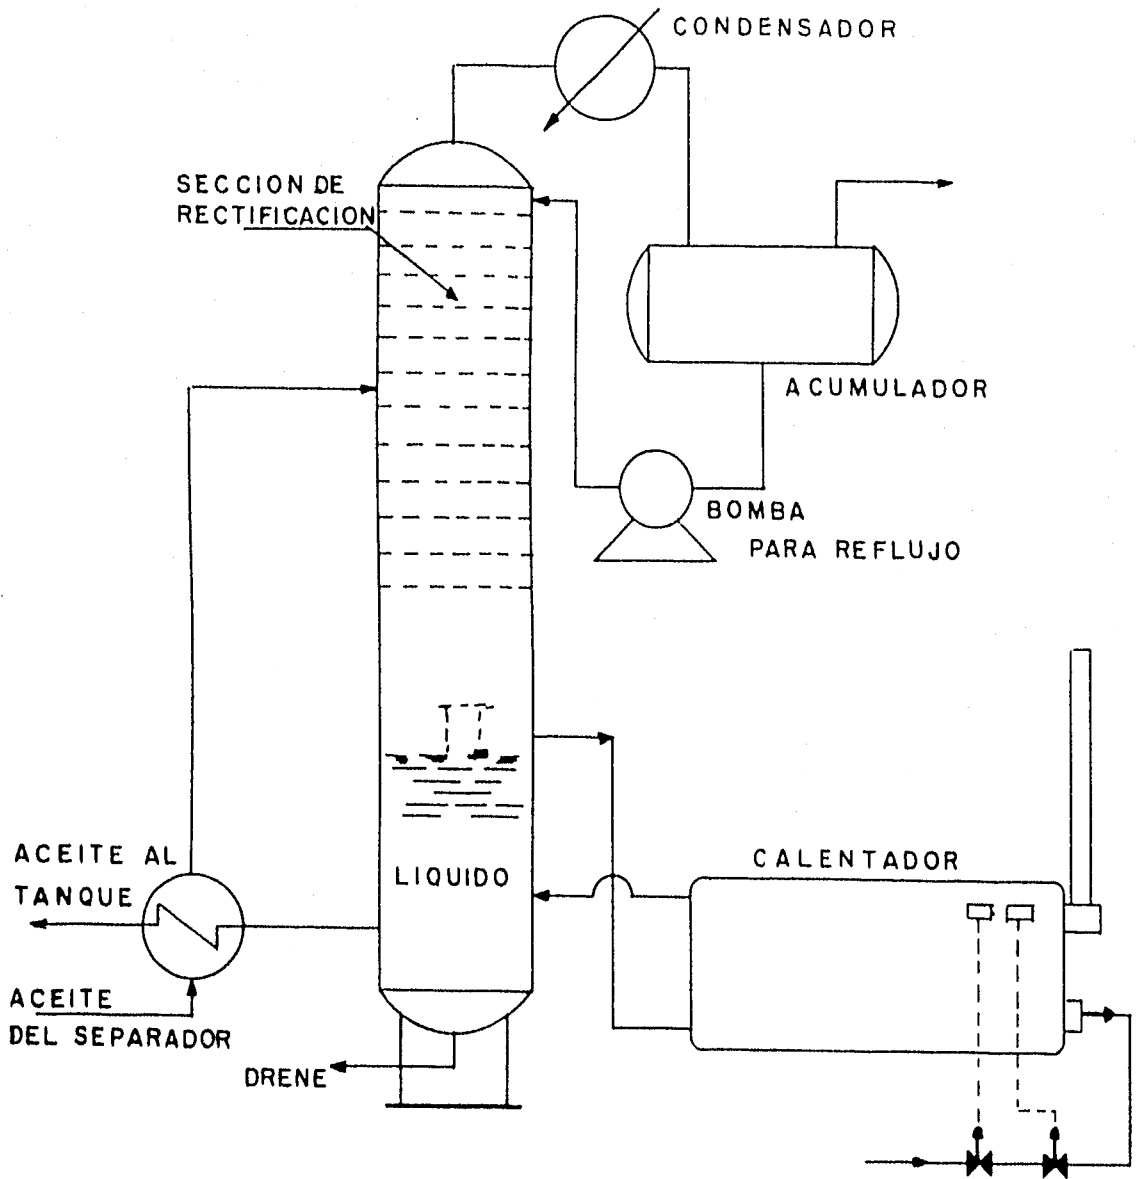 CONDENSADOR
SECCION DE
RECTIFICACION
ACUMULADOR
BOMBA
PARA REFLUJO
ACEITE AL
TANQUE
LIQUIDO
CALENTADOR
ACEITE
DEL SEPARADOR
DRENE